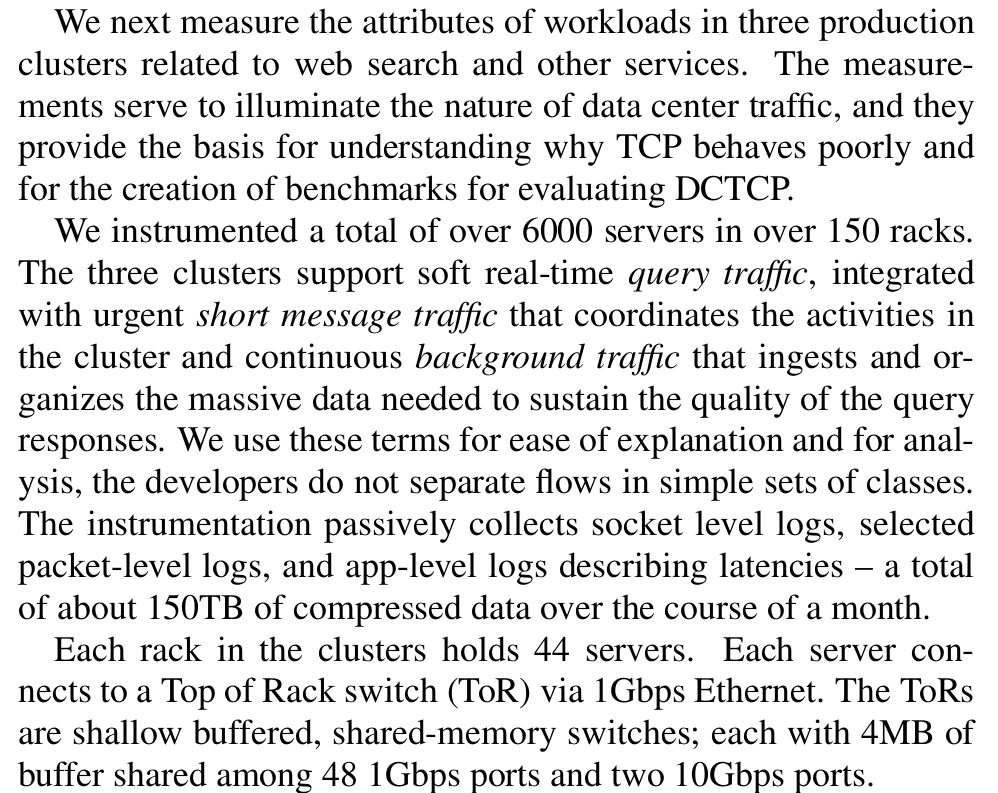 We next measure the attributes of workloads in three production
clusters related to web search and other services. The measure-
ments serve to illuminate the nature of data center traffic, and they
provide the basis for understanding why TCP behaves poorly and
for the creation of benchmarks for evaluating DCTCP.
We instrumented a total of over 6000 servers in over 150 racks.
The three clusters support soft real-time query traffic, integrated
with urgent short message traffic that coordinates the activities in
the cluster and continuous background traffic that ingests and or-
ganizes the massive data needed to sustain the quality of the query
responses. We use these terms for ease of explanation and for anal-
ysis, the developers do not separate flows in simple sets of classes.
The instrumentation passively collects socket level logs, selected
packet-level logs, and app-level logs describing latencies – a total
of about 150TB of compressed data over the course of a month.
Each rack in the clusters holds 44 servers. Each server con-
nects to a Top of Rack switch (ToR) via 1Gbps Ethernet. The ToRs
are shallow buffered, shared-memory switches; each with 4MB of
buffer shared among 48 1Gbps ports and two 10Gbps ports.